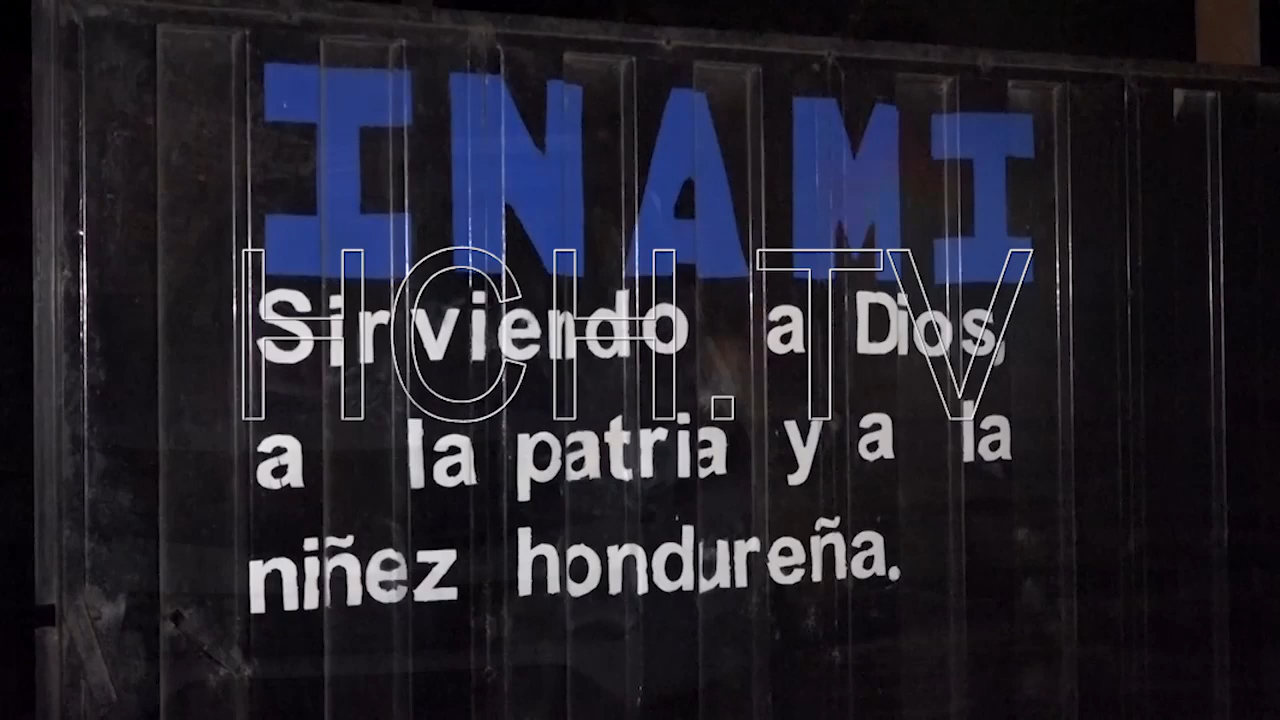 INAMI
HCH.TV
Sirviendo a Dios,
a la patria y a la
niñez hondureña.